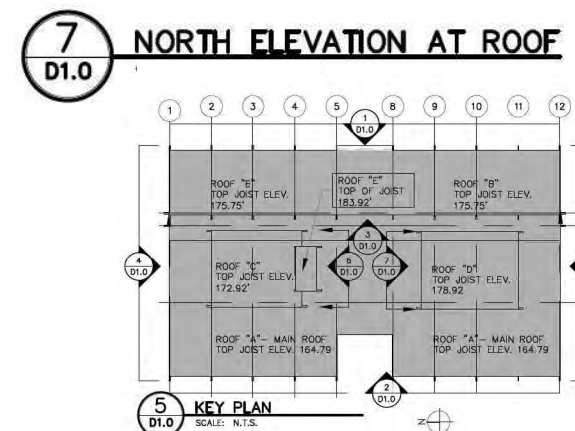 7
D1.0
NORTH ELEVATION AT ROOF
1 2 3 4 5 8 9 10 11 12
1
D1.0
ROOF "B"
TOP JOIST ELEV.
175.75'
ROOF "E"
TOP OF JOIST
183.92'
ROOF "B"
TOP JOIST ELEV.
175.75'
3
D1.0
4
D1.0
ROOF "C"
TOP JOIST ELEV.
172.92'
6
D1.0
7
D1.0
ROOF "D"
TOP JOIST ELEV.
178.92
ROOF "A"- MAIN ROOF
TOP JOIST ELEV. 164.79
ROOF "A"- MAIN ROOF
TOP JOIST ELEV. 164.79
2
D1.0
5
D1.0
KEY PLAN
SCALE: N.T.S.
N